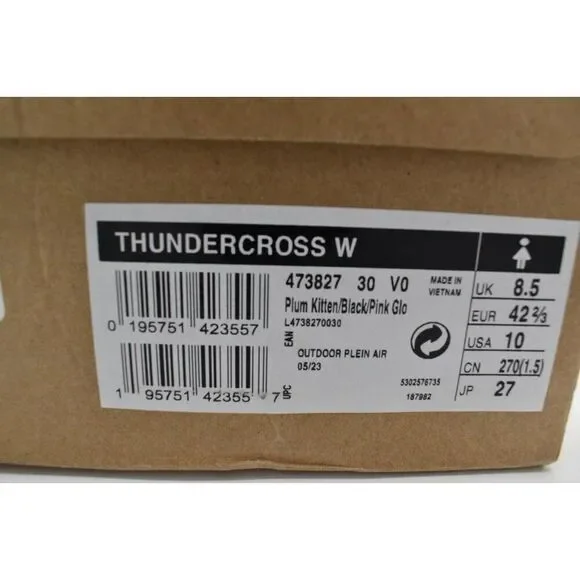 THUNDERCROSS W
0 195751 423557
EAN
1 95751 42355 7
UPC
473827 30 V0
MADE IN
VIETNAM
Plum Kitten/Black/Pink Glo
L4738270030
OUTDOOR PLEIN AIR
05/23
5302576735
187982
UK 8.5
EUR 42 2/3
USA 10
CN 270(1.5)
JP 27